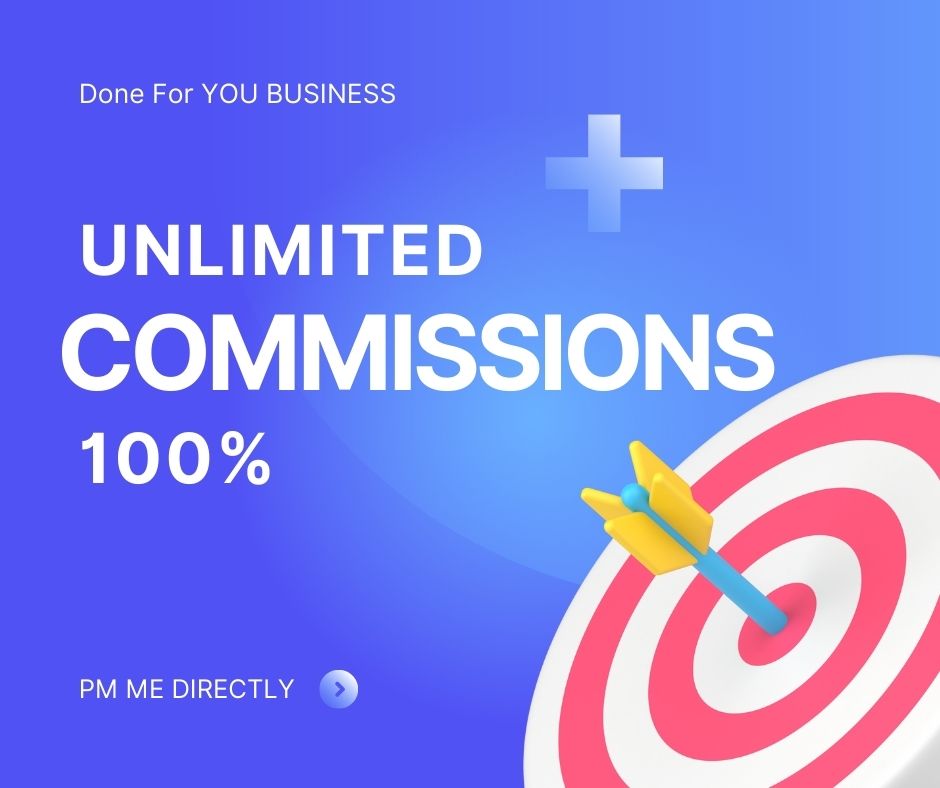 Done For YOU BUSINESS
UNLIMITED
COMMISSIONS
100%
PM ME DIRECTLY